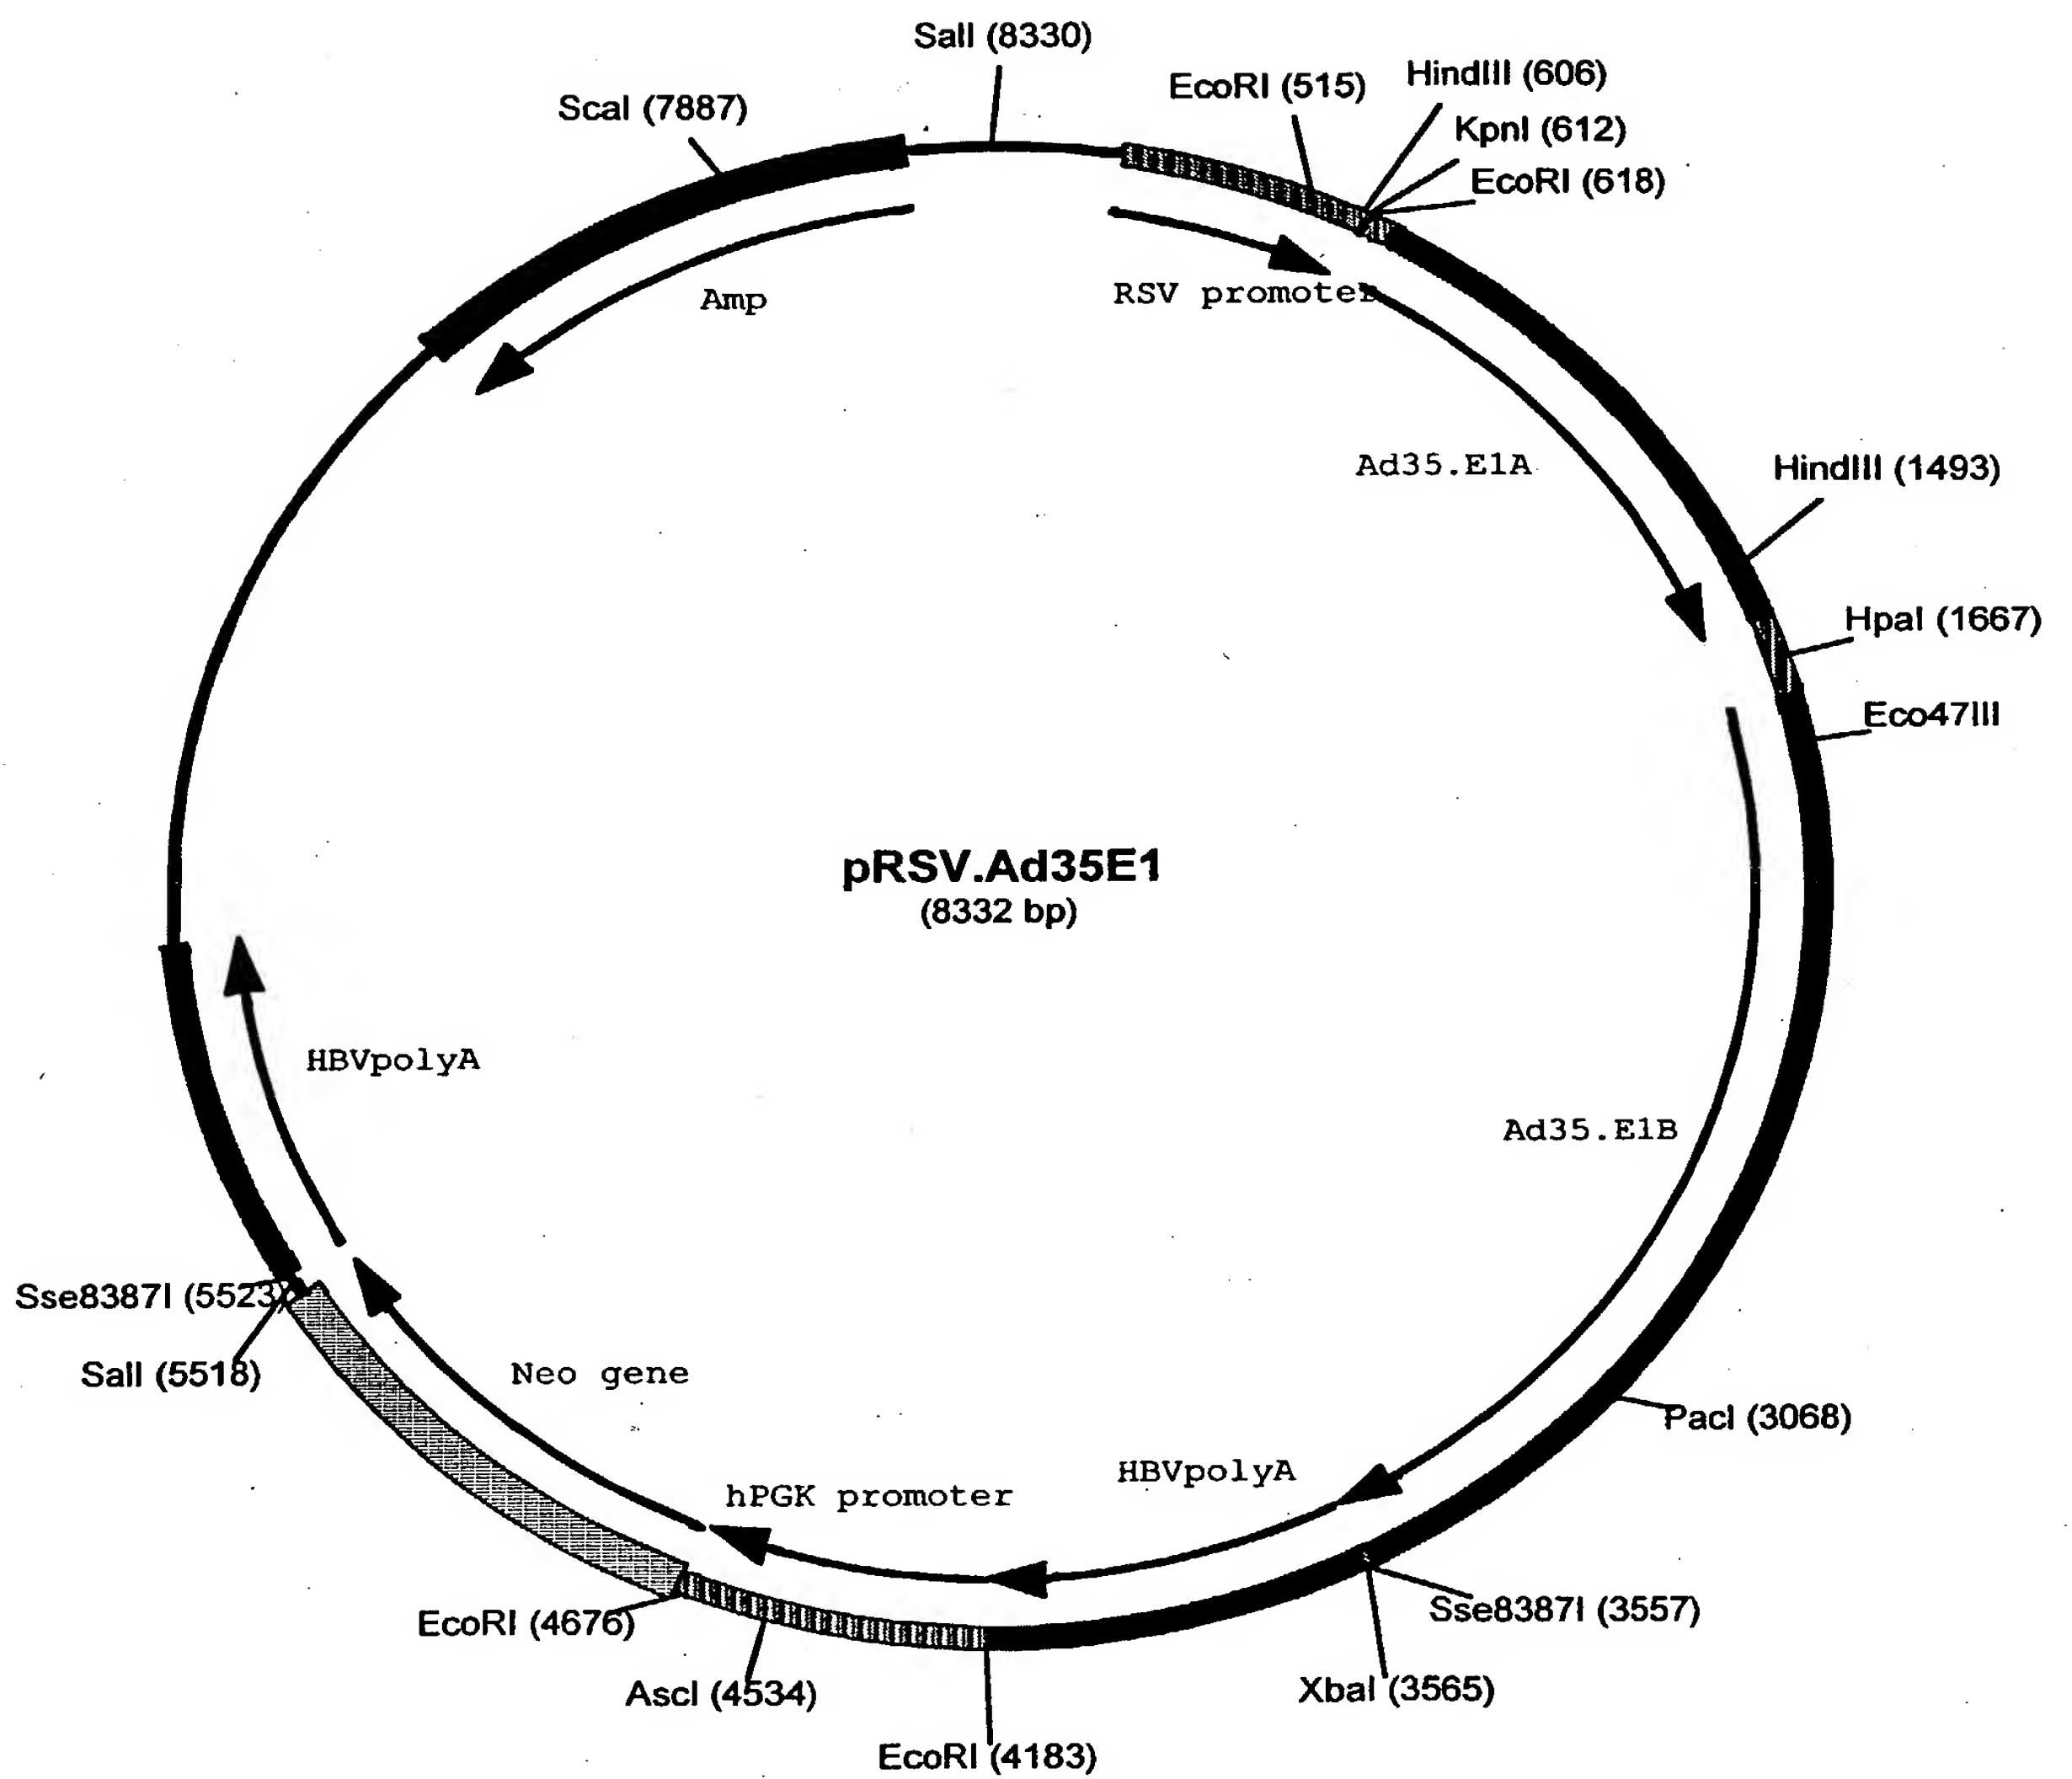 SalI (8330)
EcoRI (515)
HindIII (606)
ScaI (7887)
KpnI (612)
EcoRI (618)
Amp
RSV promoter
Ad35.E1A
HindIII (1493)
HpaI (1667)
Eco47III
pRSV.Ad35E1
(8332 bp)
HBVpolyA
Ad35.E1B
Sse8387I (5523)
SalI (5518)
Neo gene
PacI (3068)
HBVpolyA
hPGK promoter
Sse8387I (3557)
EcoRI (4676)
AscI (4534)
XbaI (3565)
EcoRI (4183)